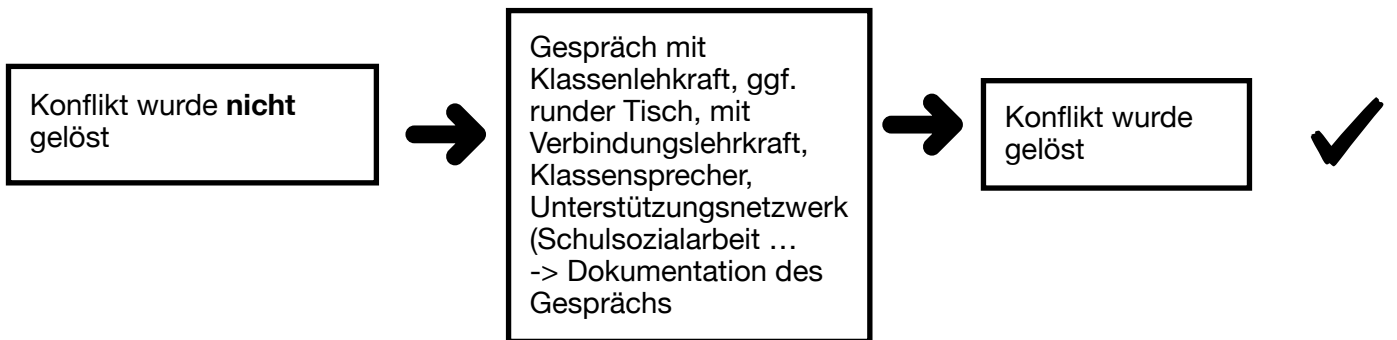 Konflikt wurde nicht
gelöst
Gespräch mit
Klassenlehkraft, ggf.
runder Tisch, mit
Verbindungslehrkraft,
Klassensprecher,
Unterstützungsnetzwerk
(Schulsozialarbeit …
-> Dokumentation des
Gesprächs
Konflikt wurde
gelöst